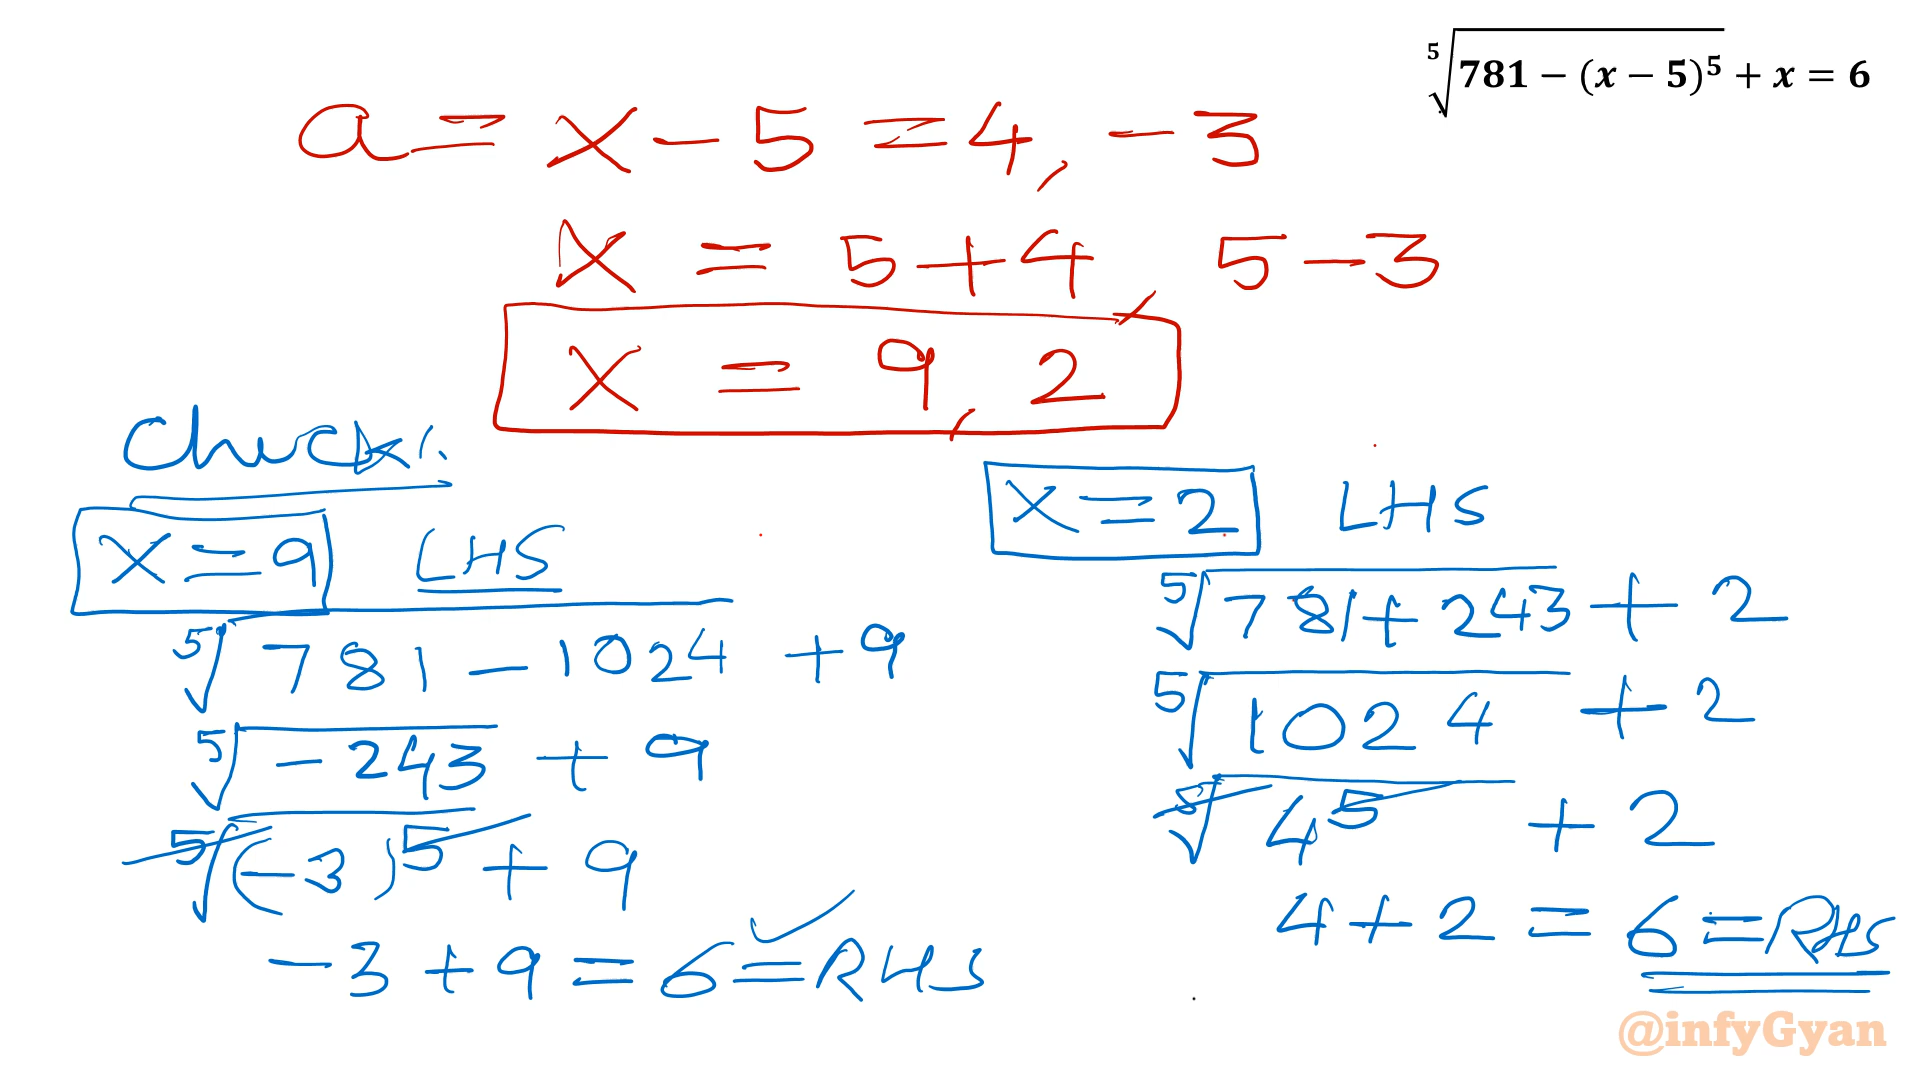 ⁵√(781 − (x − 5)⁵) + x = 6
a = x − 5 = 4, −3
x = 5 + 4, 5 − 3
x = 9, 2
Check:
x = 9 LHS
⁵√(781 − 1024) + 9
⁵√(−243) + 9
⁵√(−3)⁵ + 9
−3 + 9 = 6 = RHS
x = 2 LHS
⁵√(781 + 243) + 2
⁵√1024 + 2
⁵√4⁵ + 2
4 + 2 = 6 = RHS
@infyGyan